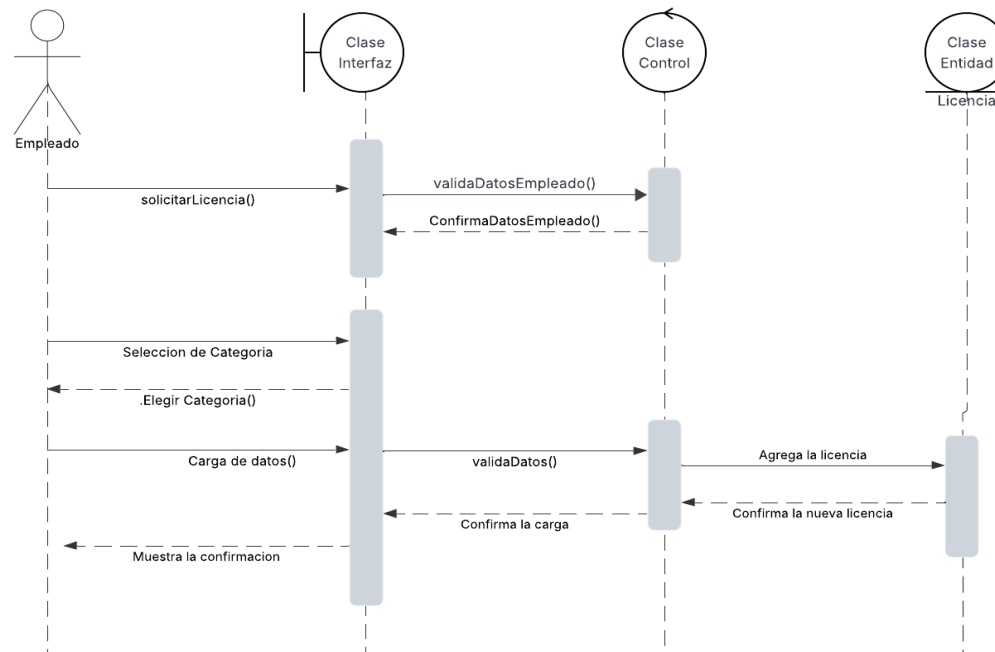 Clase
Interfaz
Clase
Control
Clase
Entidad
Licencia
Empleado
validaDatosEmpleado()
solicitarLicencia()
ConfirmaDatosEmpleado()
Seleccion de Categoria
.Elegir Categoria()
Carga de datos()
validaDatos()
Agrega la licencia
Confirma la nueva licencia
Confirma la carga
Muestra la confirmacion